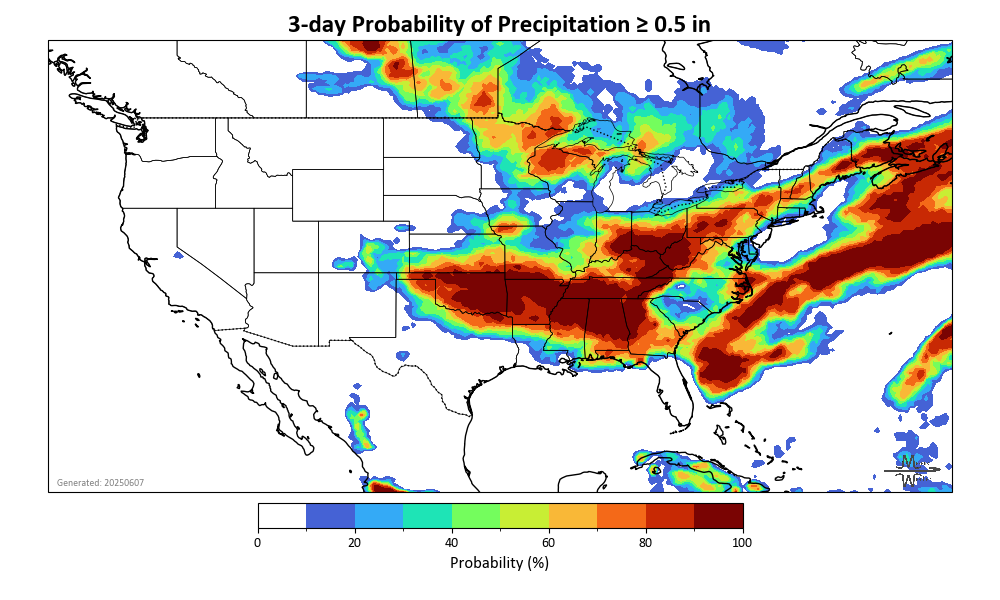 3-day Probability of Precipitation ≥ 0.5 in
Generated: 20250607
0 20 40 60 80 100
Probability (%)